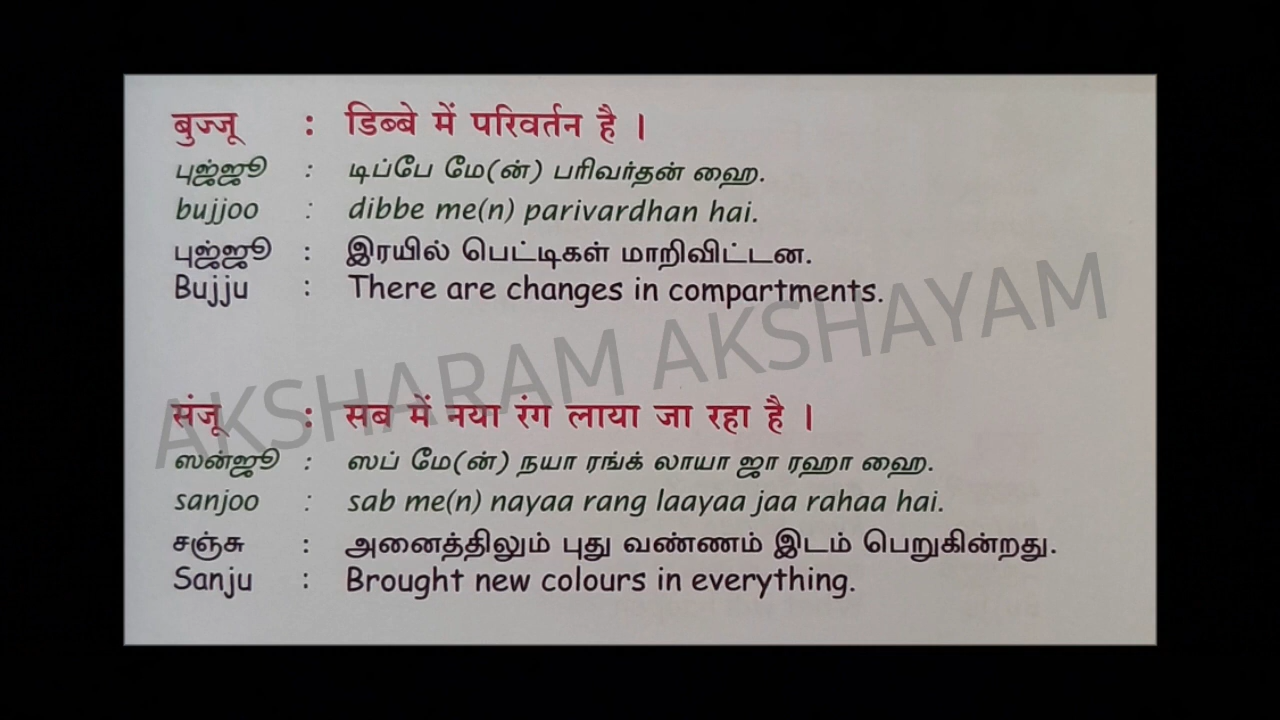 बुज्जू : डिब्बे में परिवर्तन है ।
புஜ்ஜூ : டிப்பே மே(ன்) பரிவர்தன் ஹை.
bujjoo : dibbe me(n) parivardhan hai.
புஜ்ஜூ : இரயில் பெட்டிகள் மாறிவிட்டன.
Bujju : There are changes in compartments.
AKSHARAM AKSHAYAM
संजू : सब में नया रंग लाया जा रहा है ।
ஸன்ஜூ : ஸப் மே(ன்) நயா ரங்க் லாயா ஜா ரஹா ஹை.
sanjoo : sab me(n) nayaa rang laayaa jaa rahaa hai.
சஞ்சு : அனைத்திலும் புது வண்ணம் இடம் பெறுகின்றது.
Sanju : Brought new colours in everything.